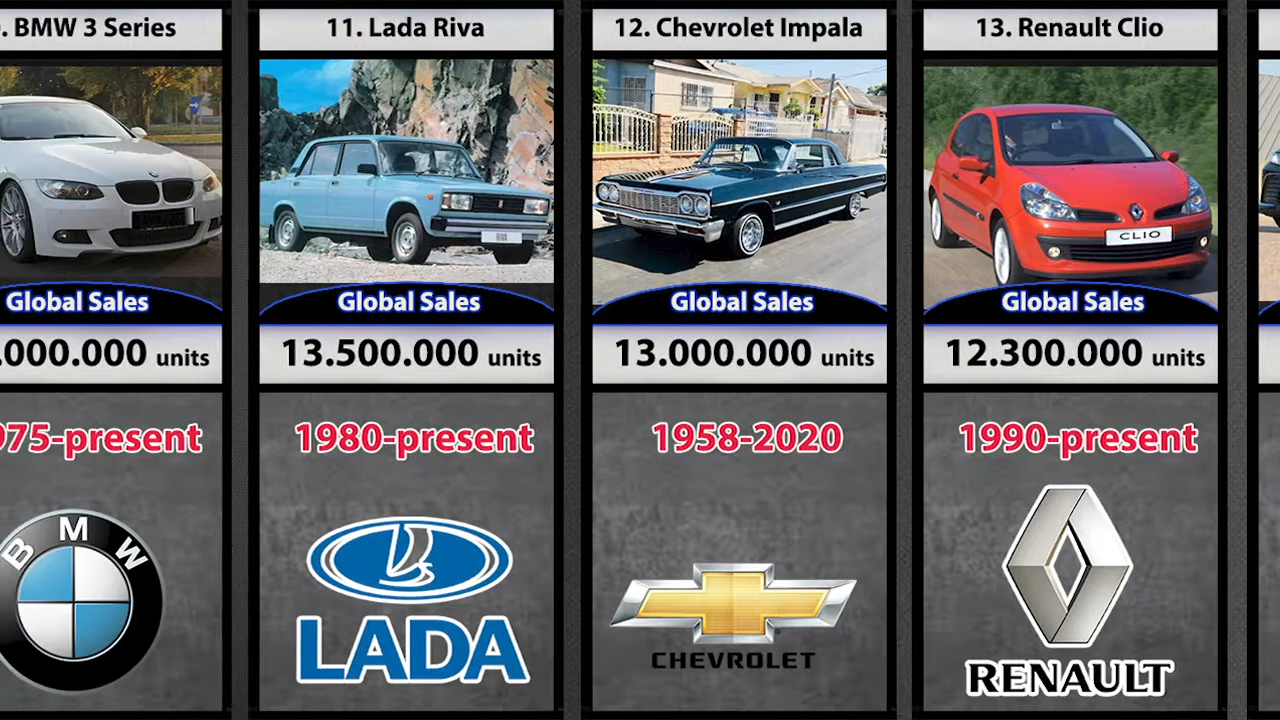 . BMW 3 Series
11. Lada Riva
12. Chevrolet Impala
13. Renault Clio
CLIO
Global Sales
Global Sales
Global Sales
Global Sales
.000.000 units
13.500.000 units
13.000.000 units
12.300.000 units
975-present
1980-present
1958-2020
1990-present
BMW
LADA
CHEVROLET
RENAULT